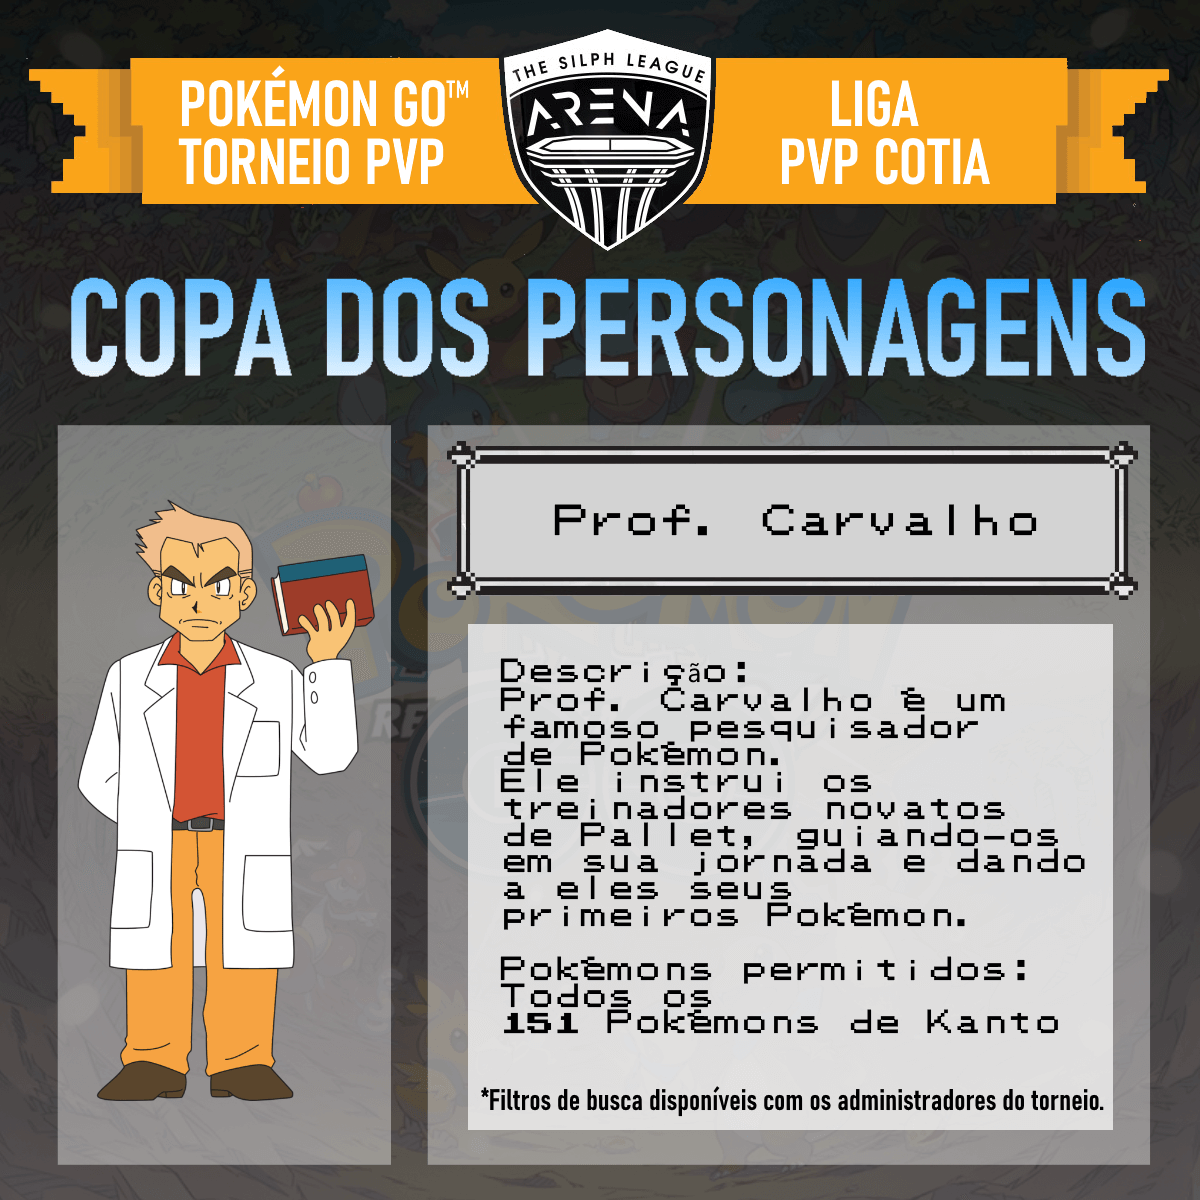 POKÉMON GO™
TORNEIO PVP
THE SILPH LEAGUE
ARENA
LIGA
PVP COTIA
COPA DOS PERSONAGENS
Prof. Carvalho
Descrição:
Prof. Carvalho é um
famoso pesquisador
de Pokémon.
Ele instrui os
treinadores novatos
de Pallet, guiando-os
em sua jornada e dando
a eles seus
primeiros Pokémon.
Pokémons permitidos:
Todos os
151 Pokémons de Kanto
*Filtros de busca disponíveis com os administradores do torneio.